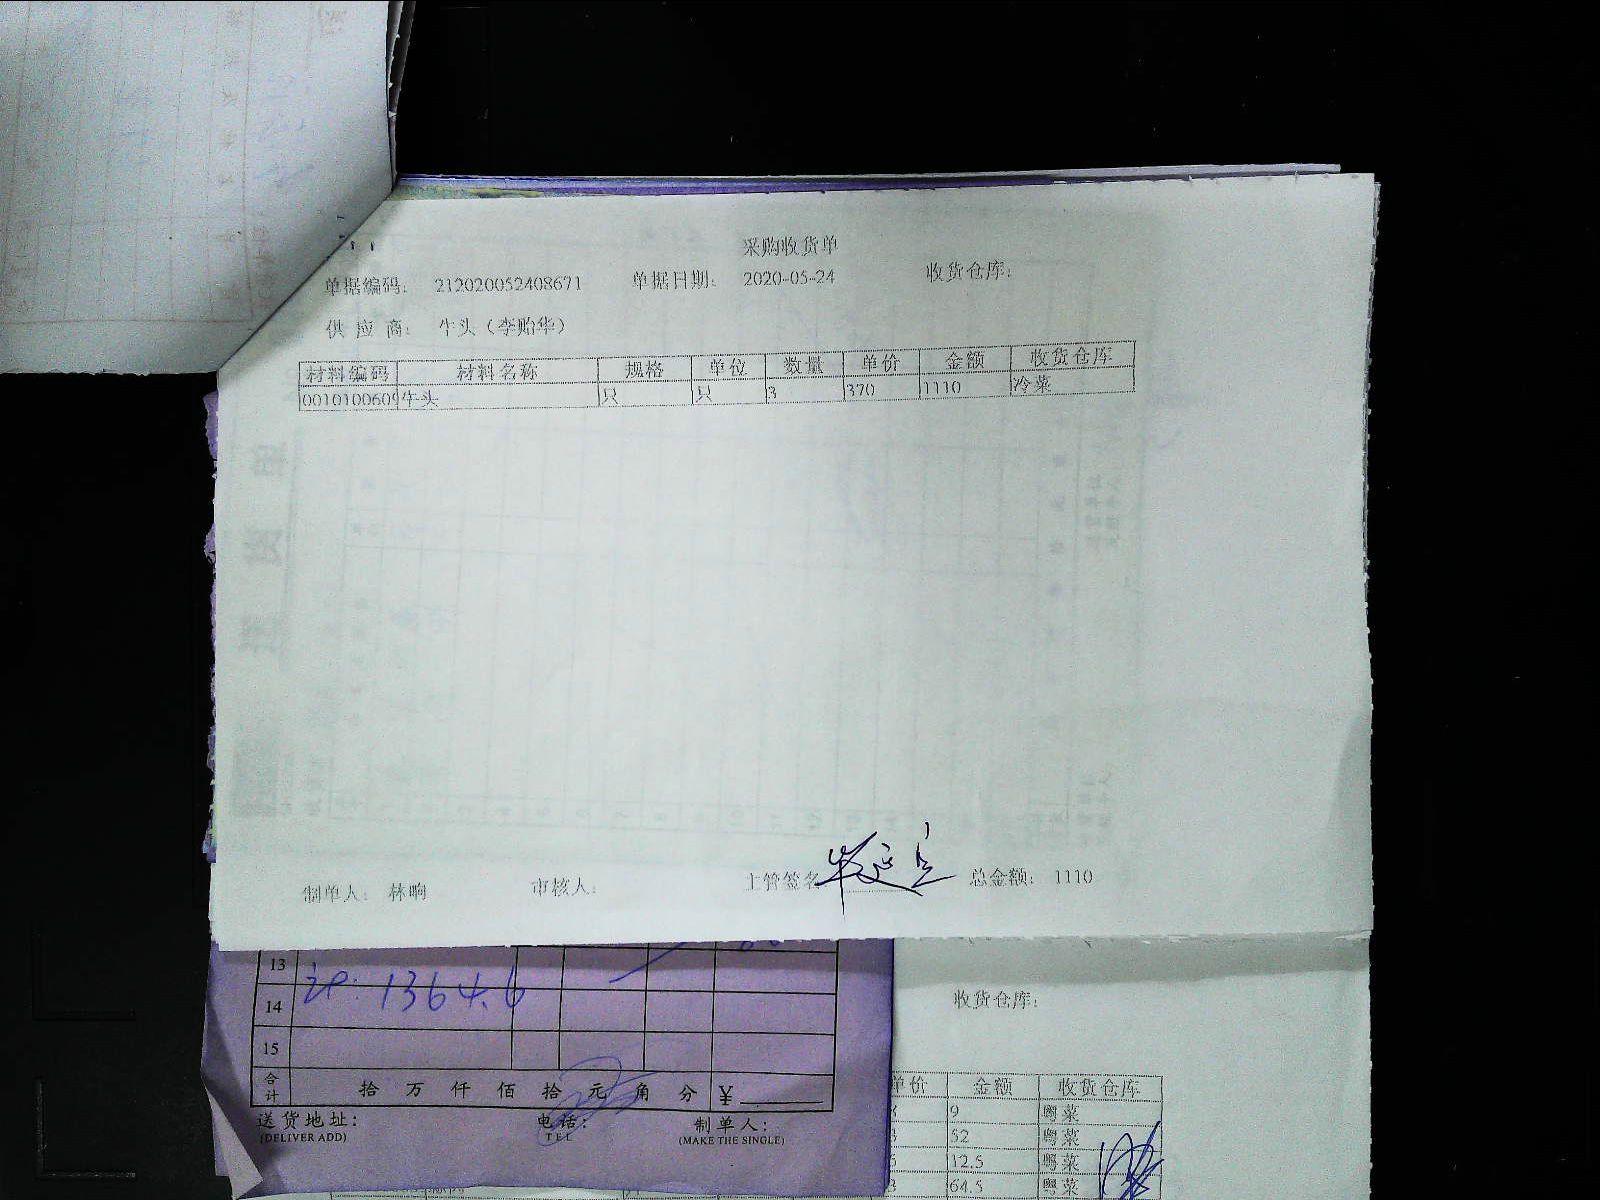 采购收货单
单据编码： 212020052408671 单据日期： 2020-05-24 收货仓库：
供 应 商： 牛头（李贻华）
材料编码 材料名称 规格 单位 数量 单价 金额 收货仓库
0010100609 牛头 只 只 3 370 1110 冷菜
制单人： 林昫 审核人： 主管签名 总金额： 1110
13
14 1364.6
15
合计 拾 万 仟 佰 拾 元 角 分 ¥
送货地址： 电话： 制单人：
(DELIVER ADD) TEL (MAKE THE SINGLE)
收货仓库：
单价 金额 收货仓库
9 粤菜
52 粤菜
12.5 粤菜
64.5 粤菜